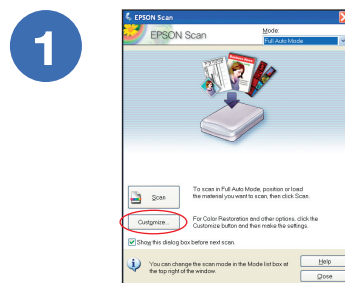 1
EPSON Scan
EPSON Scan
Mode:
Full Auto Mode
Scan
To scan in Full Auto Mode, position or load
the material you want to scan, then click Scan.
Customize...
For Color Restoration and other options, click the
Customize button and then make the settings.
Show this dialog box before next scan.
You can change the scan mode in the Mode list box at
the top right of the window.
Help
Close